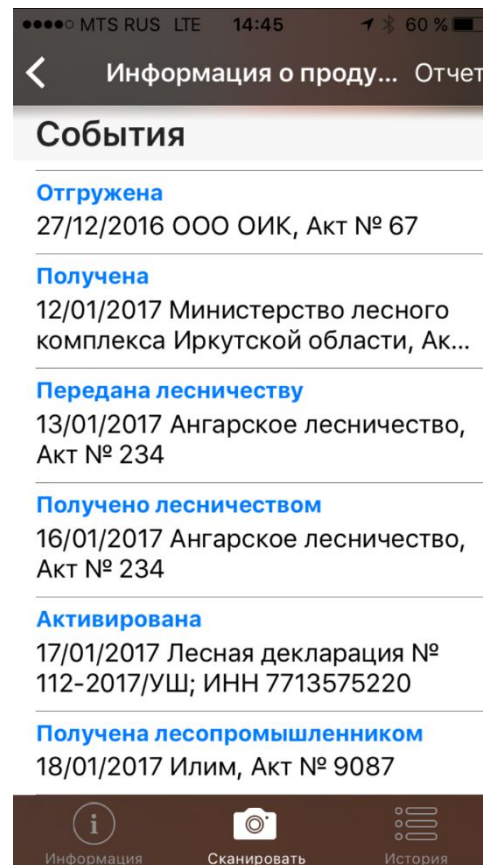 MTS RUS LTE 14:45 60 %
Информация о проду... Отчет
События
Отгружена
27/12/2016 ООО ОИК, Акт № 67
Получена
12/01/2017 Министерство лесного
комплекса Иркутской области, Ак...
Передана лесничеству
13/01/2017 Ангарское лесничество,
Акт № 234
Получено лесничеством
16/01/2017 Ангарское лесничество,
Акт № 234
Активирована
17/01/2017 Лесная декларация №
112-2017/УШ; ИНН 7713575220
Получена лесопромышленником
18/01/2017 Илим, Акт № 9087
Информация Сканировать История